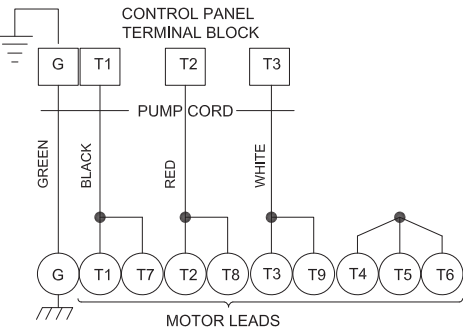 CONTROL PANEL
TERMINAL BLOCK
G T1 T2 T3
PUMP CORD
GREEN
BLACK
RED
WHITE
G T1 T7 T2 T8 T3 T9 T4 T5 T6
MOTOR LEADS